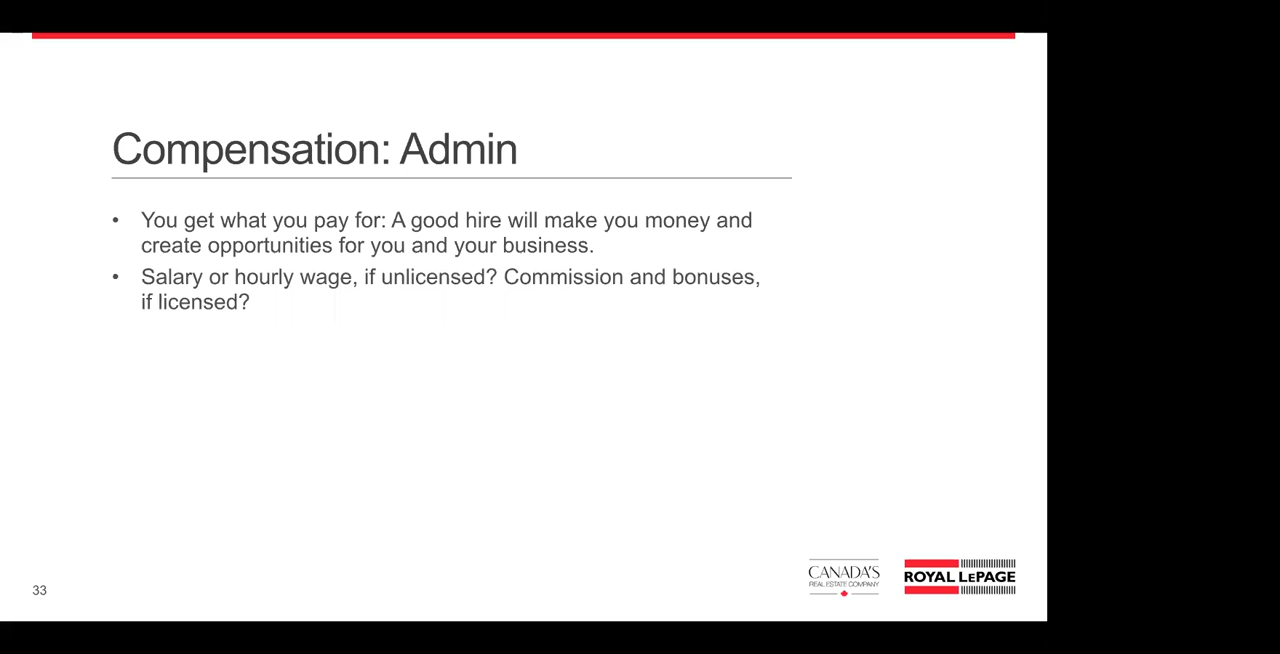 Compensation: Admin
• You get what you pay for: A good hire will make you money and
create opportunities for you and your business.
• Salary or hourly wage, if unlicensed? Commission and bonuses,
if licensed?
33
CANADA'S
REAL ESTATE COMPANY
ROYAL LEPAGE